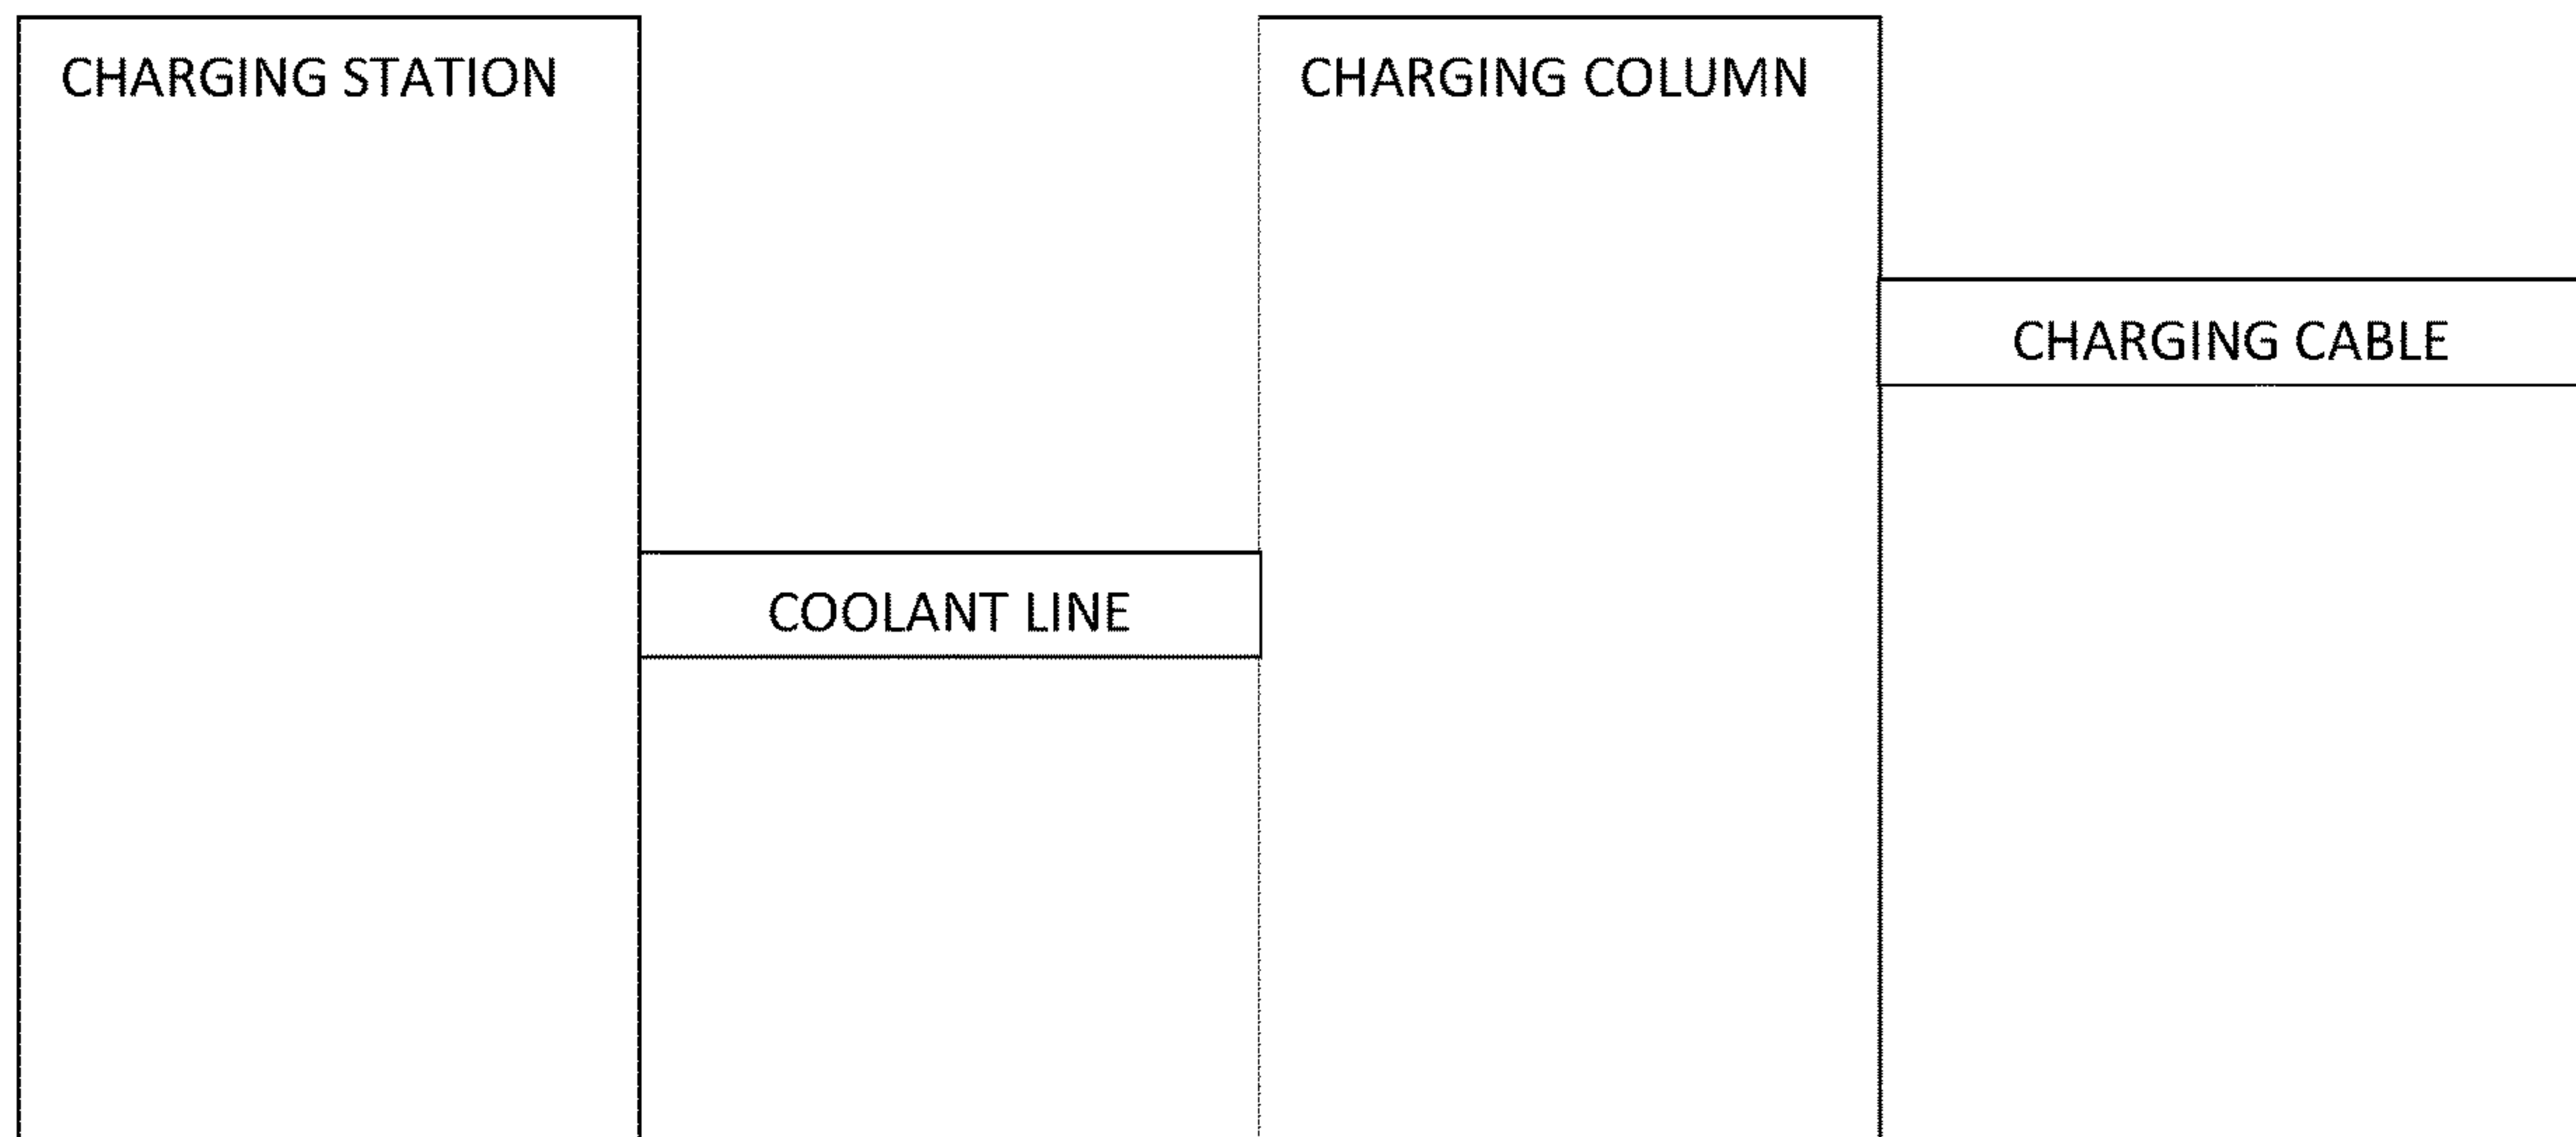 CHARGING STATION
CHARGING COLUMN
CHARGING CABLE
COOLANT LINE